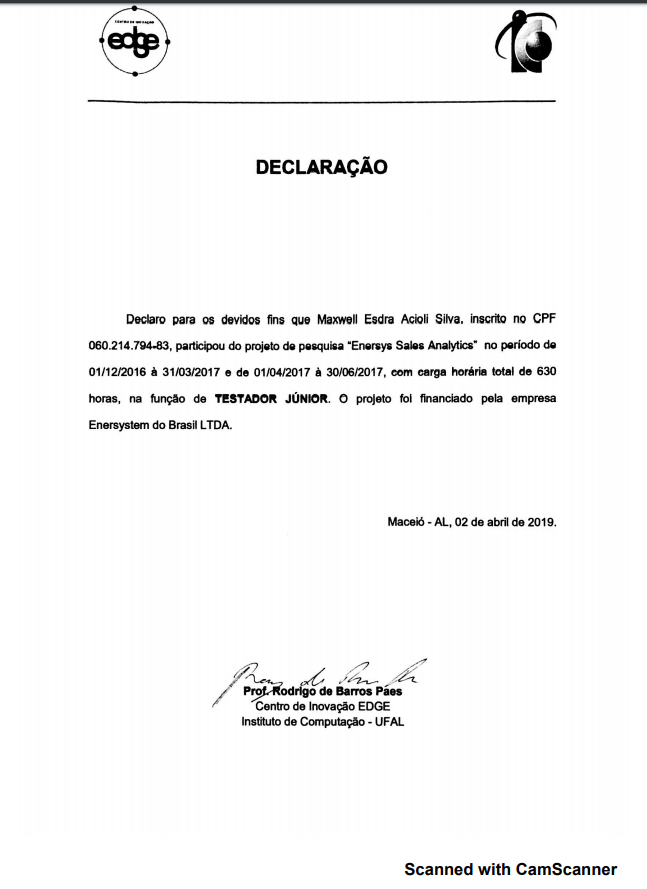 CENTRO DE INOVAÇÃO
edge
DECLARAÇÃO
Declaro para os devidos fins que Maxwell Esdra Acioli Silva, inscrito no CPF
060.214.794-83, participou do projeto de pesquisa “Enersys Sales Analytics” no período de
01/12/2016 à 31/03/2017 e de 01/04/2017 à 30/06/2017, com carga horária total de 630
horas, na função de TESTADOR JÚNIOR. O projeto foi financiado pela empresa
Enersystem do Brasil LTDA.
Maceió - AL, 02 de abril de 2019.
Prof. Rodrigo de Barros Paes
Centro de Inovação EDGE
Instituto de Computação - UFAL
Scanned with CamScanner